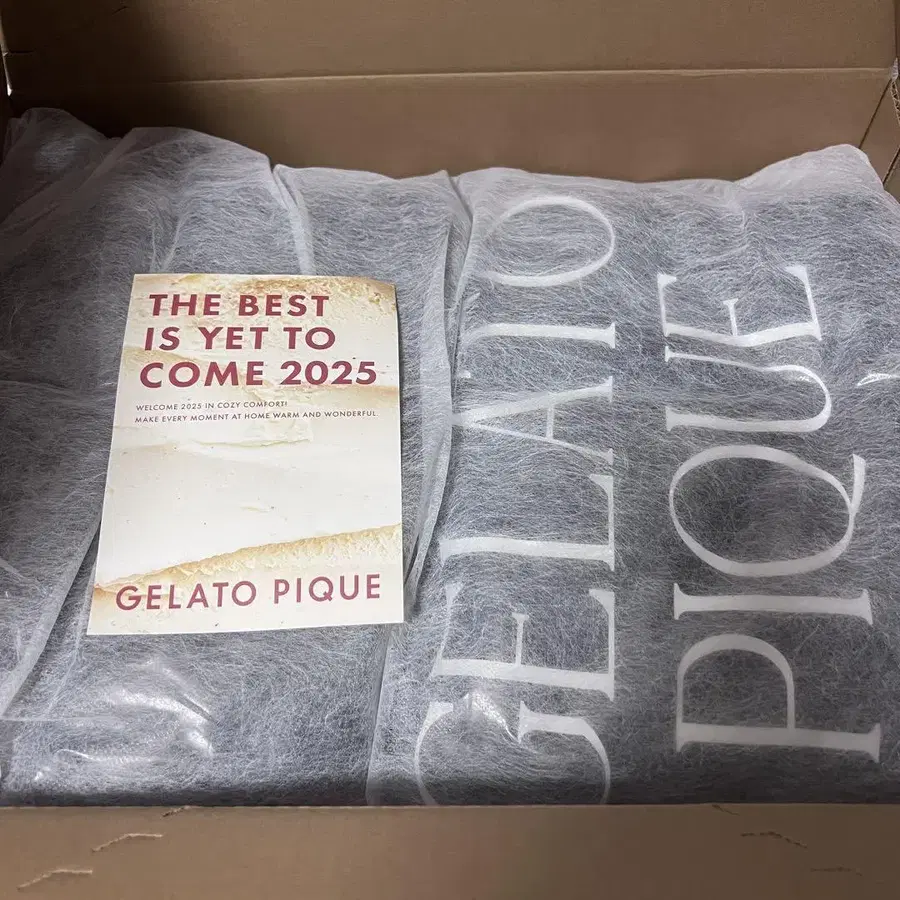 THE BEST
IS YET TO
COME 2025
WELCOME 2025 IN COZY COMFORT!
MAKE EVERY MOMENT AT HOME WARM AND WONDERFUL.
GELATO PIQUE
GELATO
PIQUE